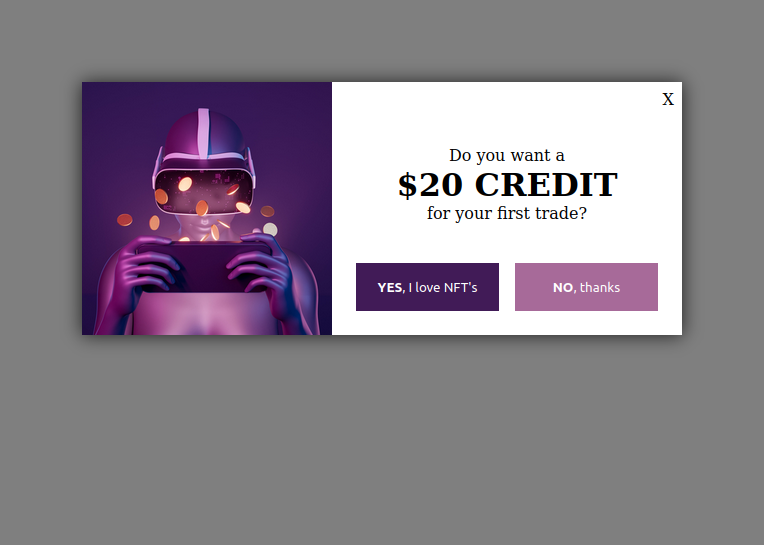 X
Do you want a
$20 CREDIT
for your first trade?
YES, I love NFT's
NO, thanks